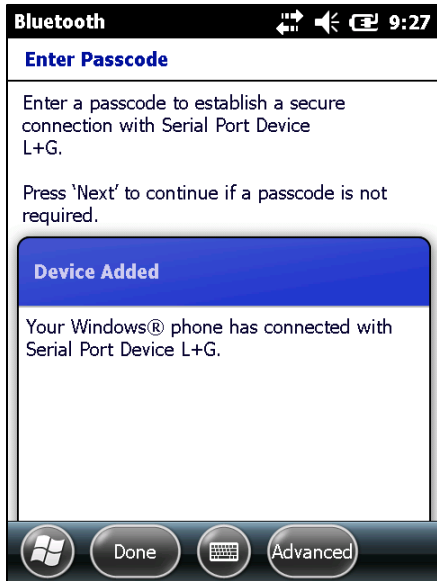 Bluetooth 9:27
Enter Passcode
Enter a passcode to establish a secure
connection with Serial Port Device
L+G.
Press ‘Next’ to continue if a passcode is not
required.
Device Added
Your Windows® phone has connected with
Serial Port Device L+G.
Done Advanced